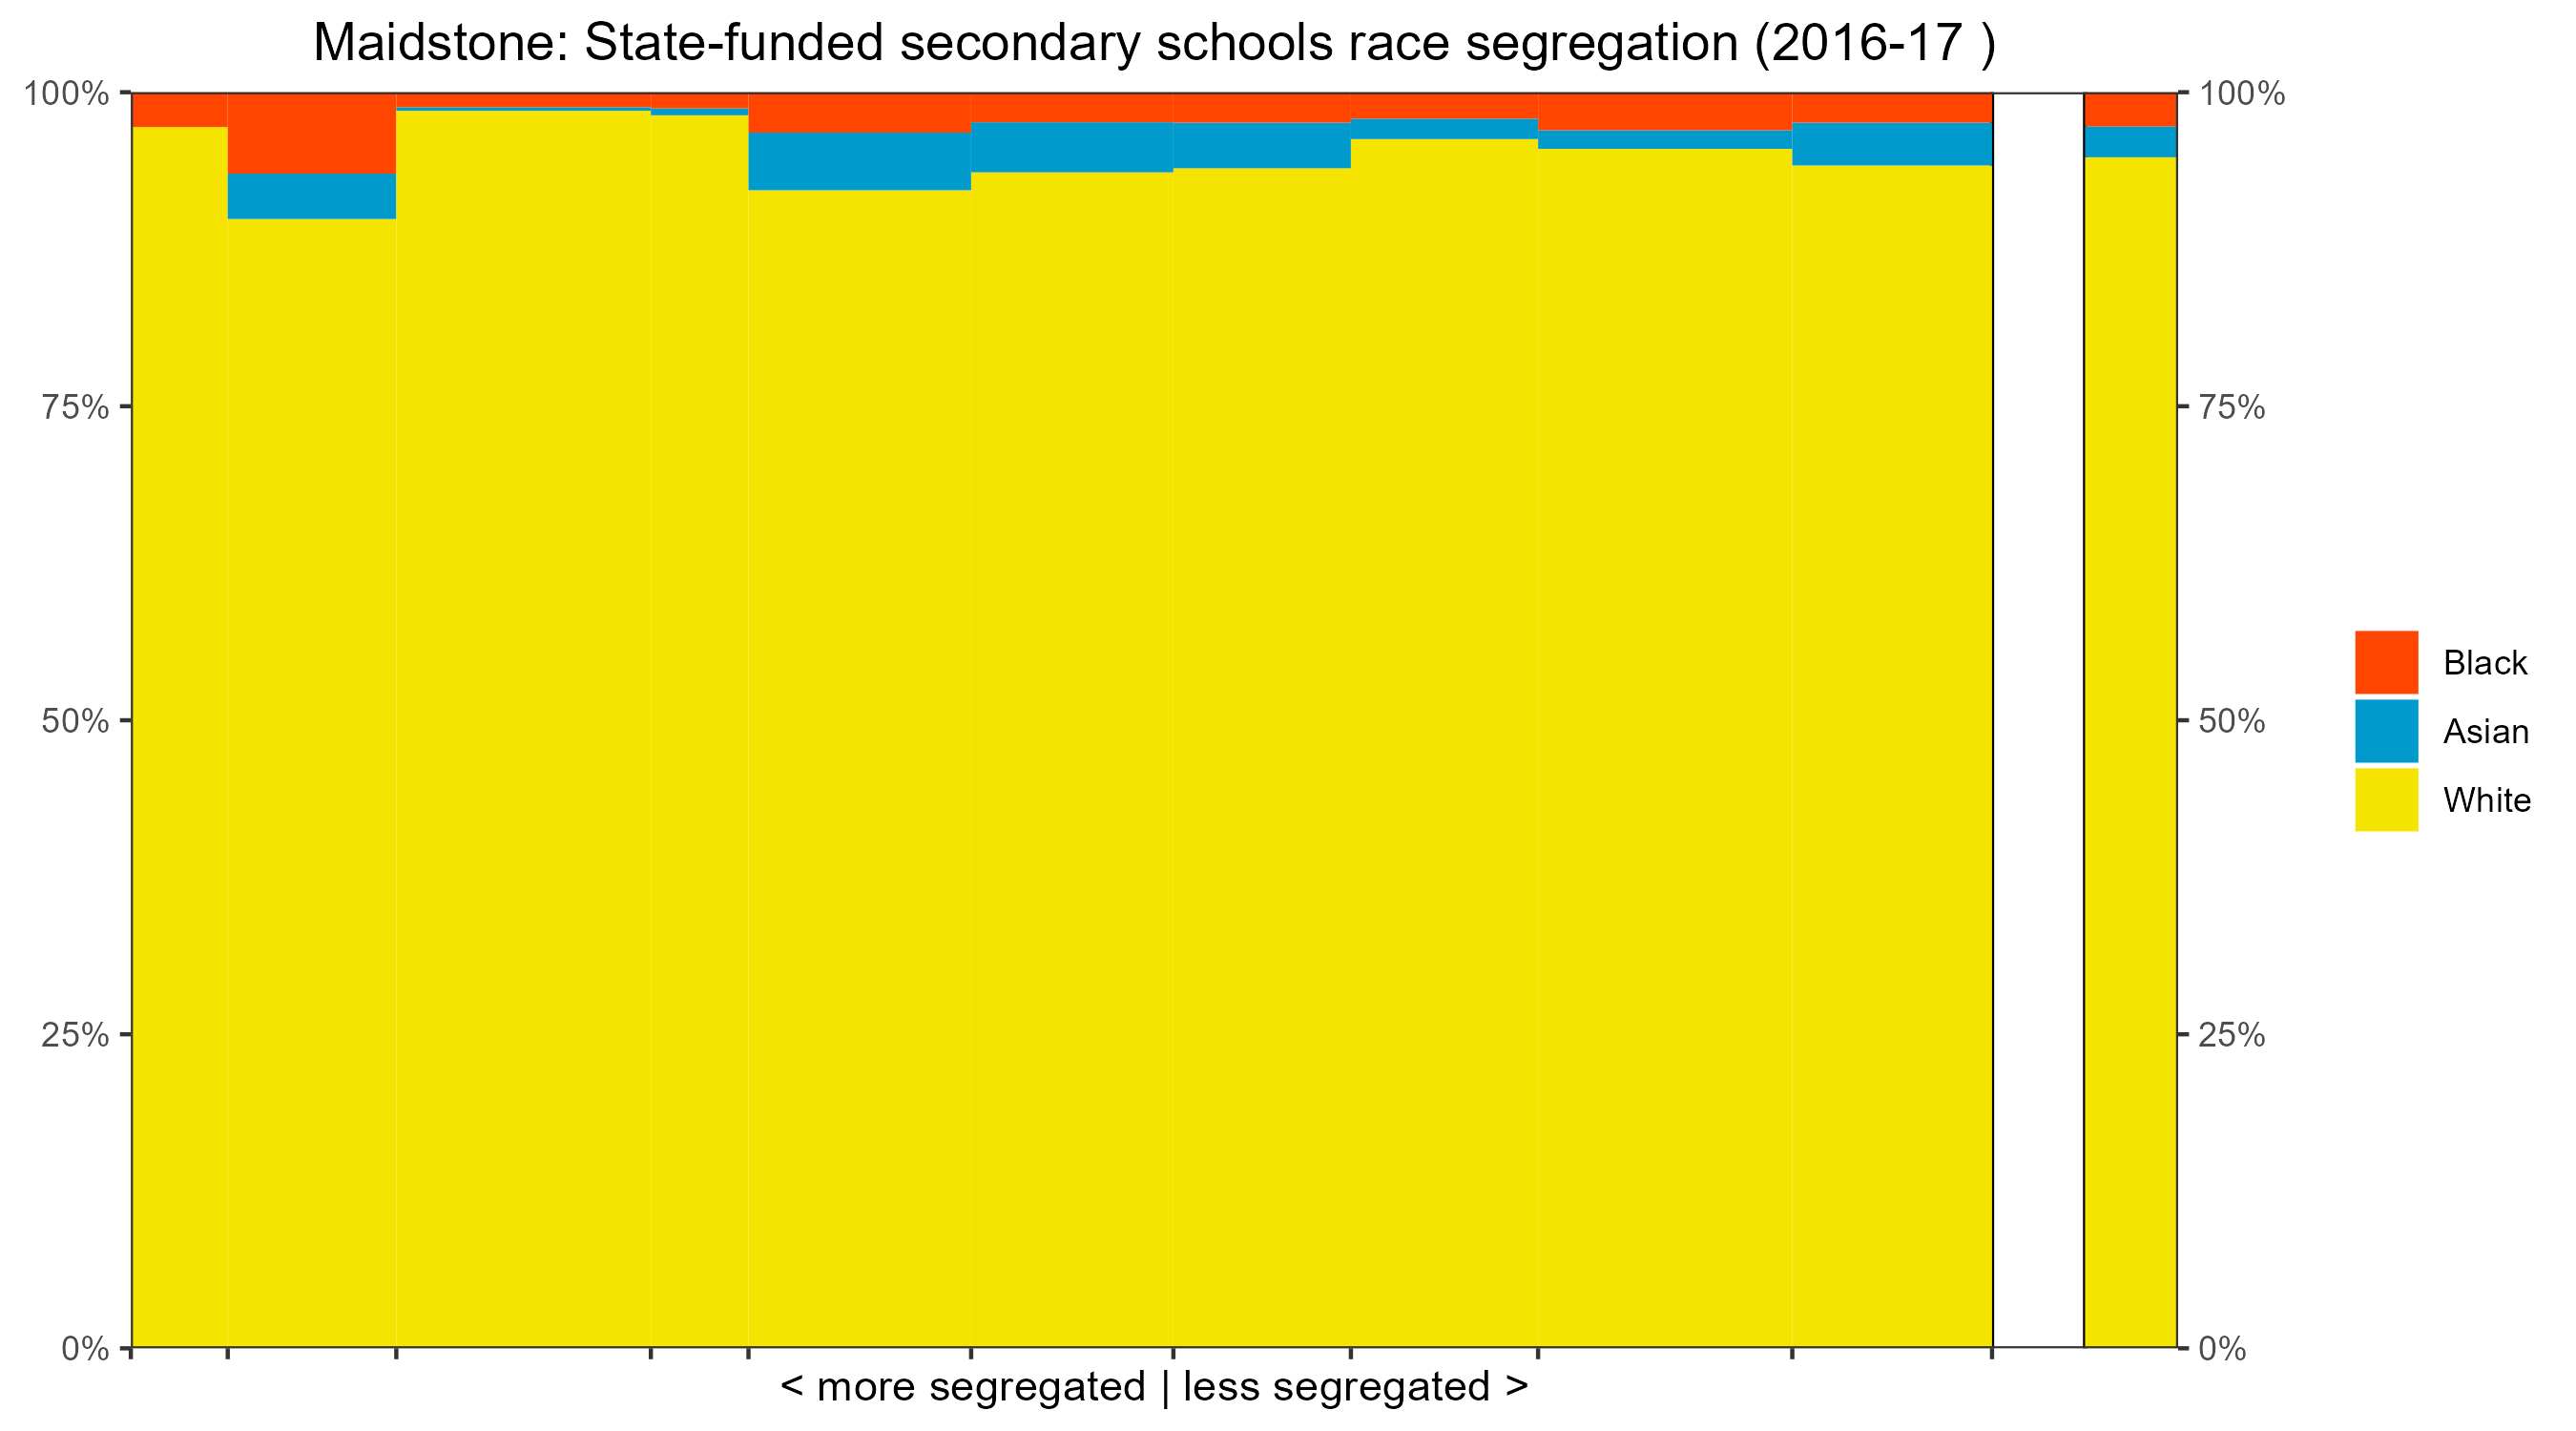 Maidstone: State-funded secondary schools race segregation (2016-17 )
100%
75%
50%
25%
0%
100%
75%
50%
25%
0%
Black
Asian
White
< more segregated | less segregated >